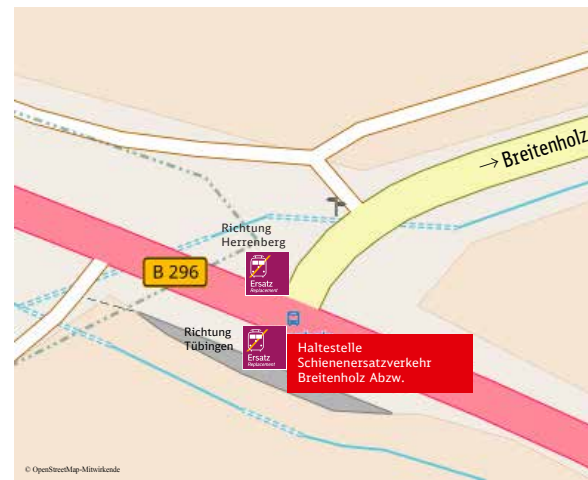 → Breitenholz
Richtung
Herrenberg
B 296
Ersatz
Replacement
Richtung
Tübingen
Ersatz
Replacement
Haltestelle
Schienenersatzverkehr
Breitenholz Abzw.
© OpenStreetMap-Mitwirkende